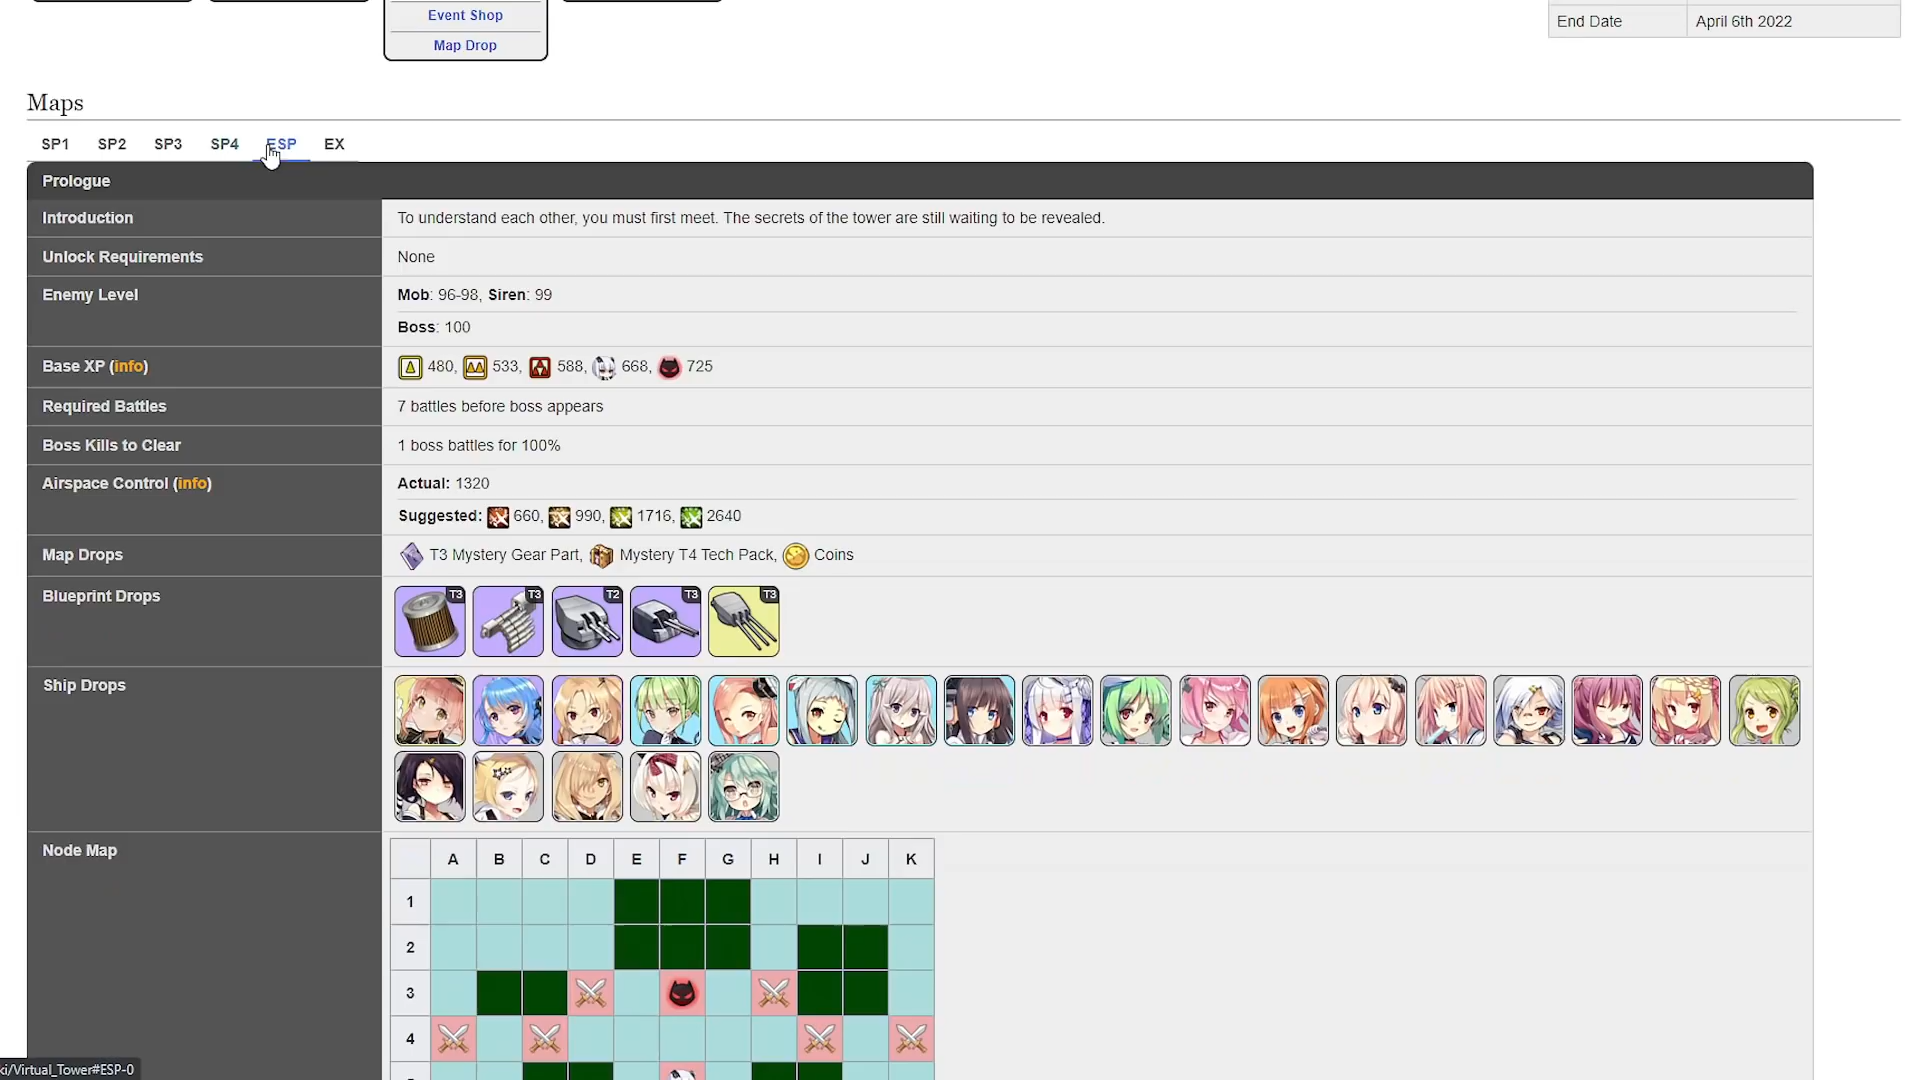 Event Shop
Map Drop
End Date April 6th 2022
Maps
SP1 SP2 SP3 SP4 ESP EX
Prologue
Introduction To understand each other, you must first meet. The secrets of the tower are still waiting to be revealed.
Unlock Requirements None
Enemy Level Mob: 96-98, Siren: 99
Boss: 100
Base XP (info) 480, 533, 588, 668, 725
Required Battles 7 battles before boss appears
Boss Kills to Clear 1 boss battles for 100%
Airspace Control (info) Actual: 1320
Suggested: 660, 990, 1716, 2640
Map Drops T3 Mystery Gear Part, Mystery T4 Tech Pack, Coins
Blueprint Drops T3 T3 T2 T3 T3
Ship Drops
Node Map
A B C D E F G H I J K
1
2
3
4
ki/Virtual_Tower#ESP-0